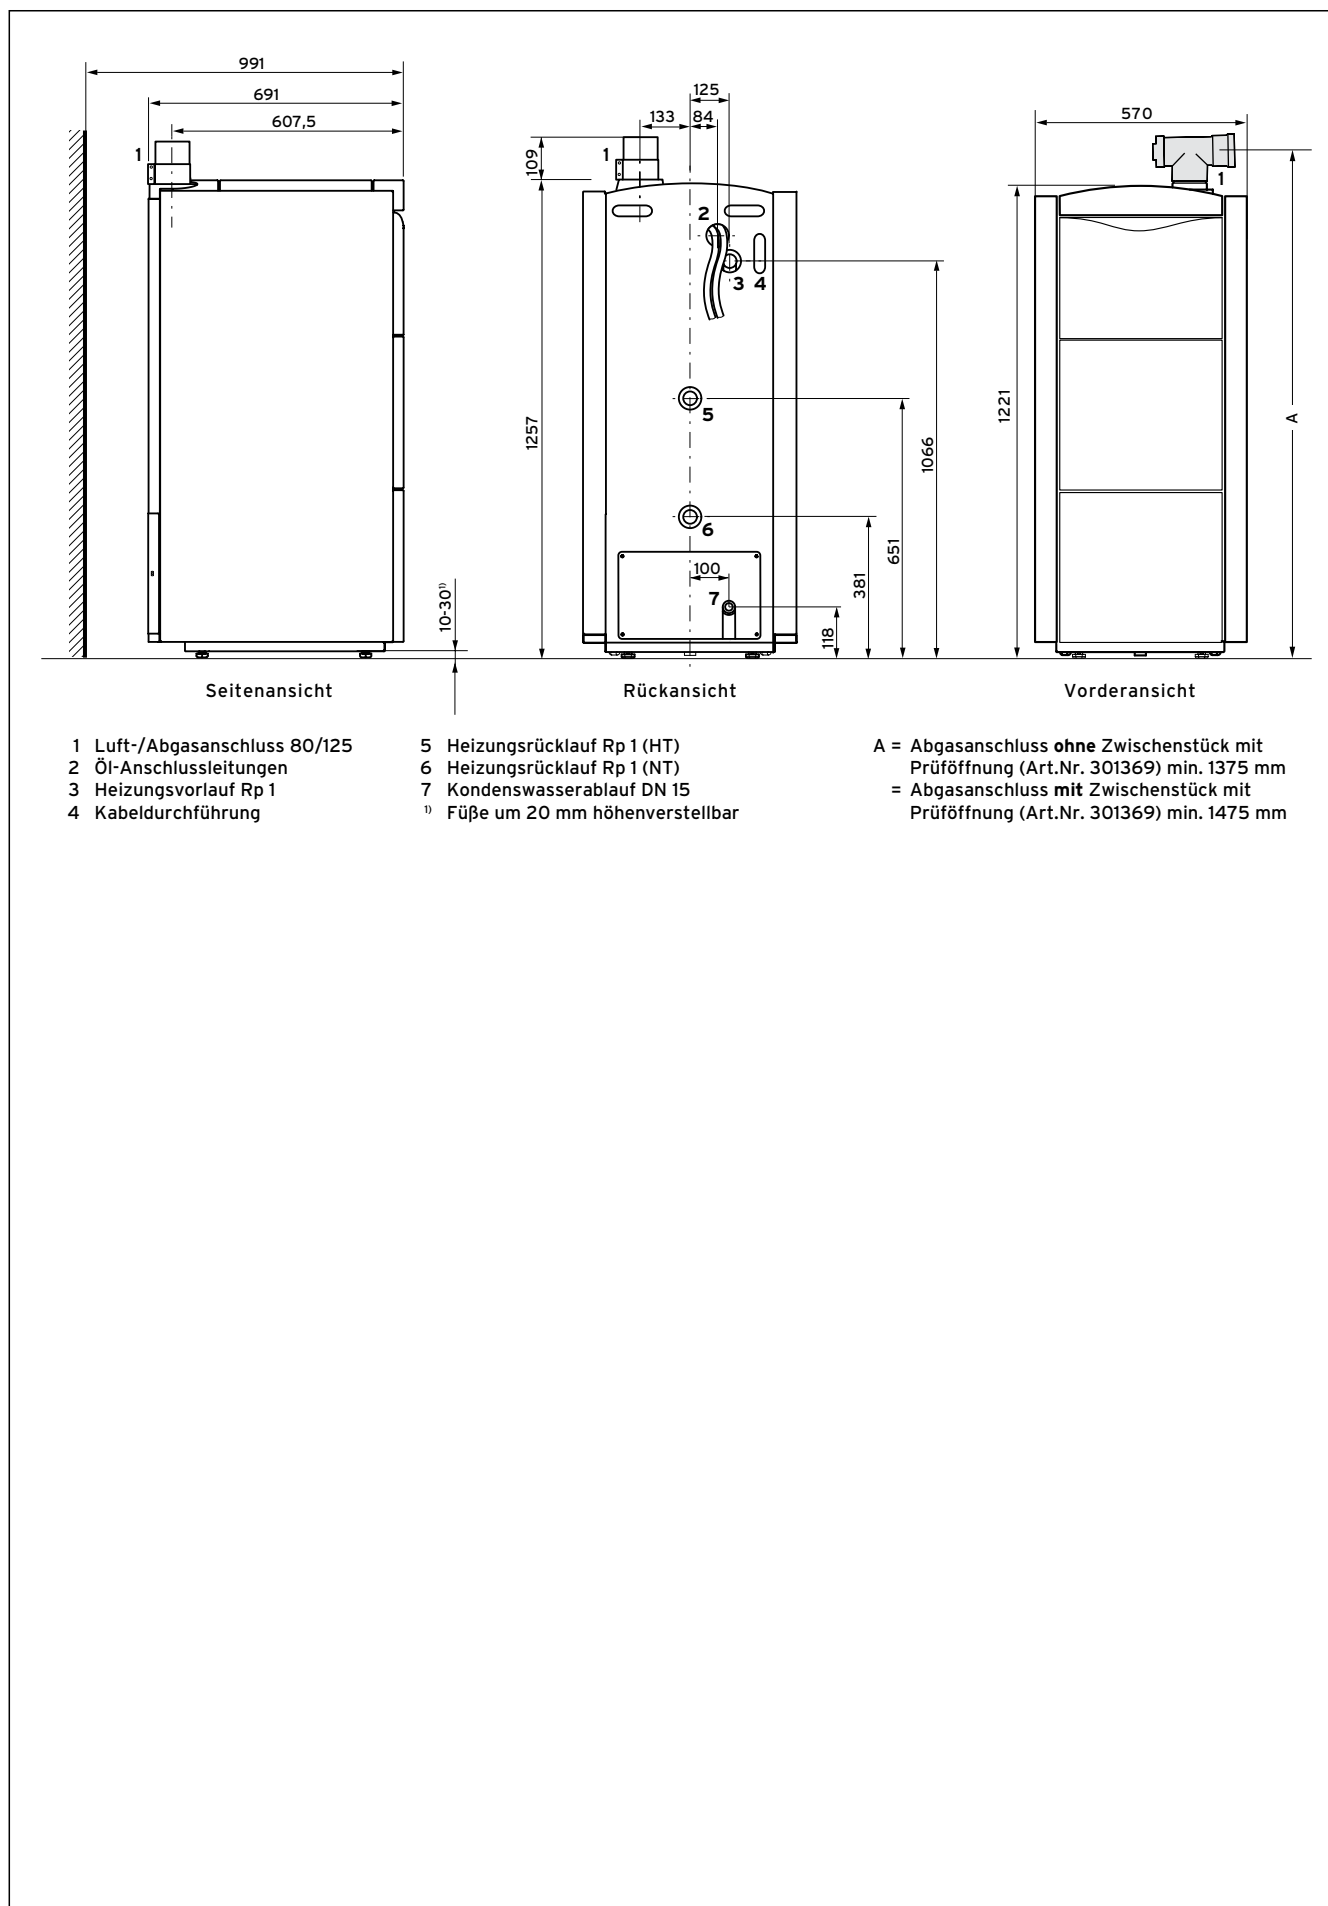 991
691
607,5
1
10-30¹⁾
Seitenansicht
125
133
84
109
1
1257
2
3
4
5
6
100
7
118
381
651
1066
Rückansicht
570
1
1221
A
Vorderansicht
1 Luft-/Abgasanschluss 80/125
2 Öl-Anschlussleitungen
3 Heizungsvorlauf Rp 1
4 Kabeldurchführung
5 Heizungsrücklauf Rp 1 (HT)
6 Heizungsrücklauf Rp 1 (NT)
7 Kondenswasserablauf DN 15
¹⁾ Füße um 20 mm höhenverstellbar
A = Abgasanschluss ohne Zwischenstück mit
Prüföffnung (Art.Nr. 301369) min. 1375 mm
= Abgasanschluss mit Zwischenstück mit
Prüföffnung (Art.Nr. 301369) min. 1475 mm